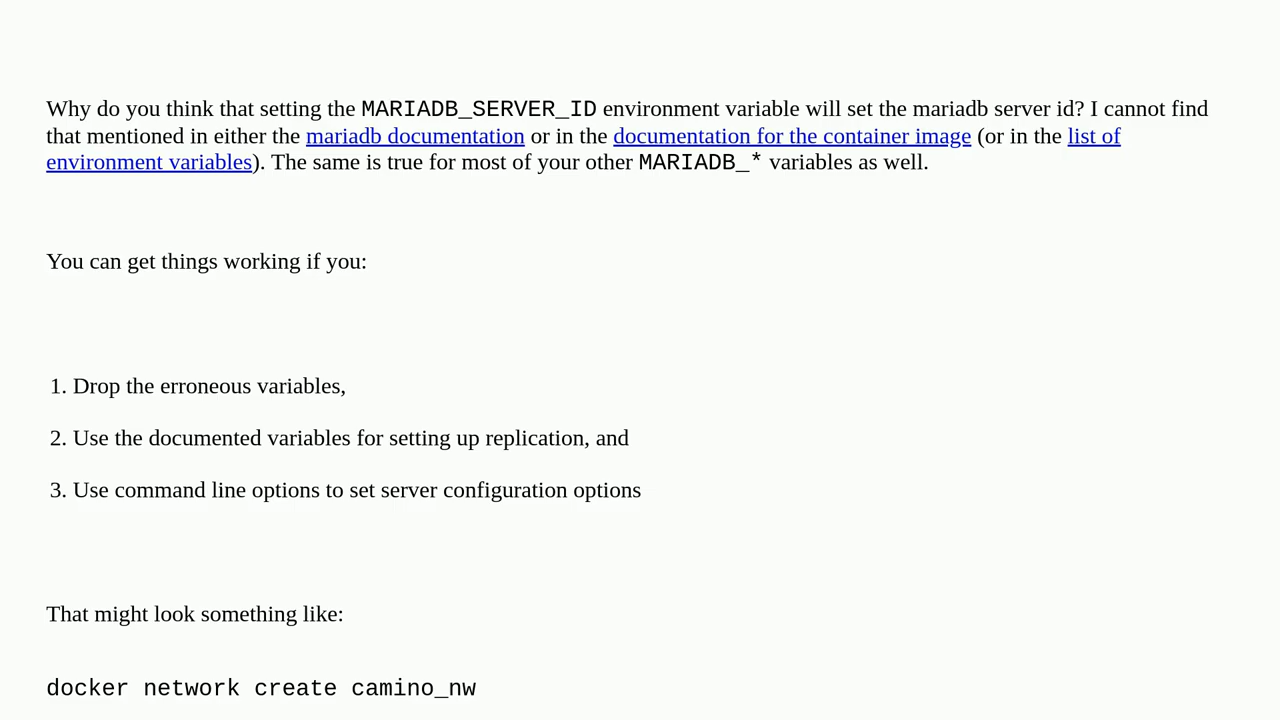 Why do you think that setting the MARIADB_SERVER_ID environment variable will set the mariadb server id? I cannot find
that mentioned in either the mariadb documentation or in the documentation for the container image (or in the list of
environment variables). The same is true for most of your other MARIADB_* variables as well.
You can get things working if you:
1. Drop the erroneous variables,
2. Use the documented variables for setting up replication, and
3. Use command line options to set server configuration options
That might look something like:
docker network create camino_nw